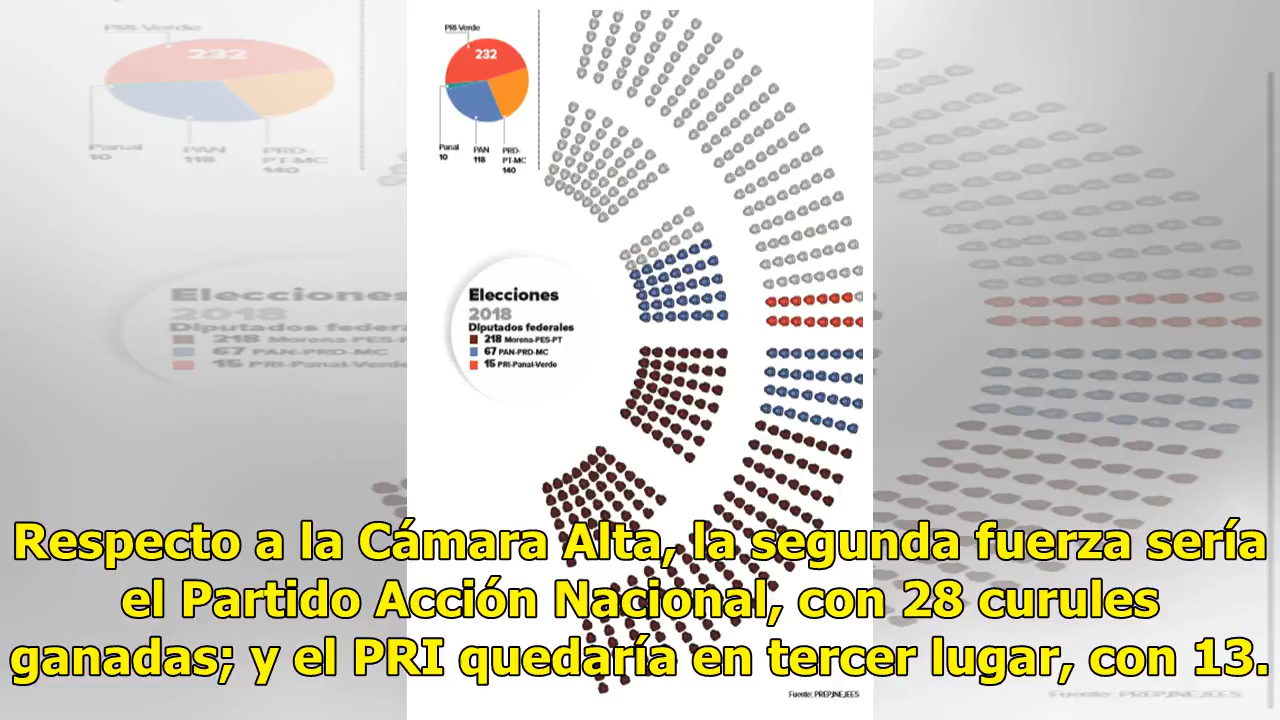 PRI-Verde
232
Panal
10
PAN
118
PRD-
PT-MC
140
Elecciones
2018
Diputados federales
218 Morena-PES-PT
67 PAN-PRD-MC
15 PRI-Panal-Verde
Respecto a la Cámara Alta, la segunda fuerza sería
el Partido Acción Nacional, con 28 curules
ganadas; y el PRI quedaría en tercer lugar, con 13.
Fuente: PREP,INE,IEES